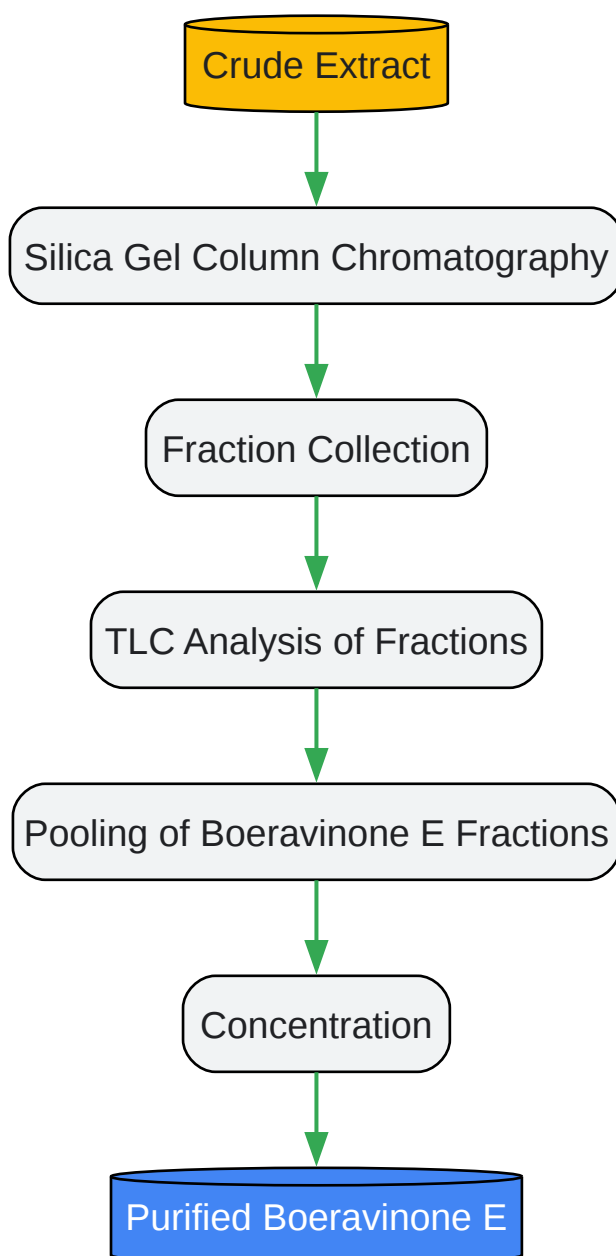 Crude Extract
Silica Gel Column Chromatography
Fraction Collection
TLC Analysis of Fractions
Pooling of Boeravinone E Fractions
Concentration
Purified Boeravinone E